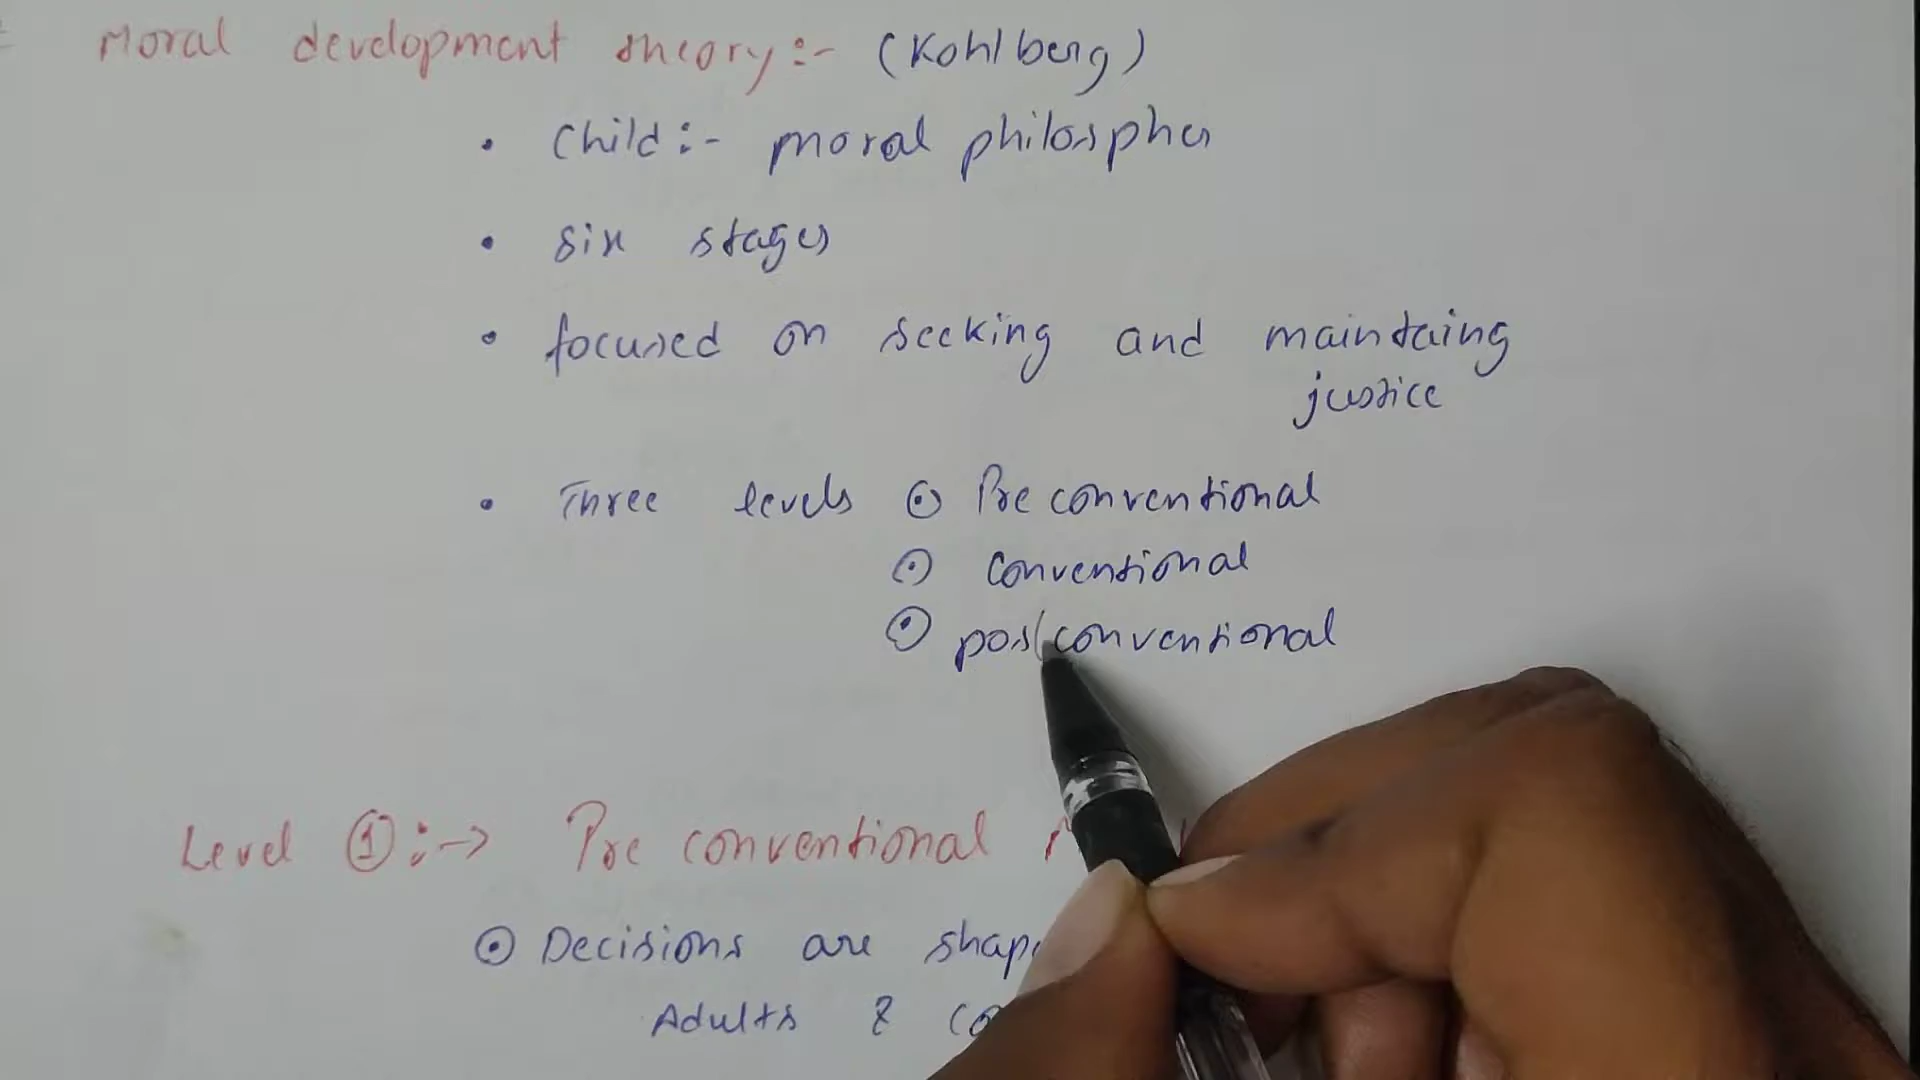 Moral development theory:- (Kohlberg)
• Child:- moral philospher
• six stages
• focused on seeking and maintaing
justice
• Three levels ⊙ Pre conventional
⊙ conventional
⊙ post conventional
Level ①:-> Pre conventional
⊙ Decisions are
Adults &